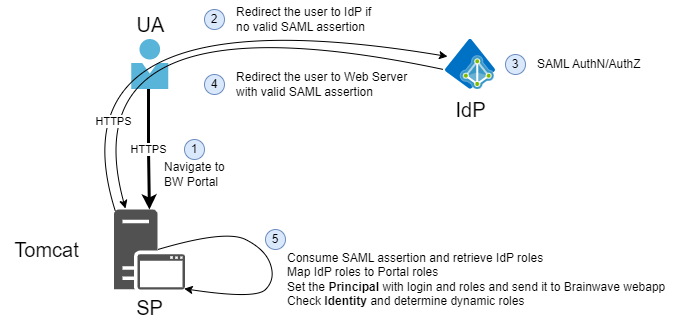 UA
2
Redirect the user to IdP if
no valid SAML assertion
3
SAML AuthN/AuthZ
4
Redirect the user to Web Server
with valid SAML assertion
IdP
HTTPS
HTTPS
1
Navigate to
BW Portal
Tomcat
SP
5
Consume SAML assertion and retrieve IdP roles
Map IdP roles to Portal roles
Set the Principal with login and roles and send it to Brainwave webapp
Check Identity and determine dynamic roles